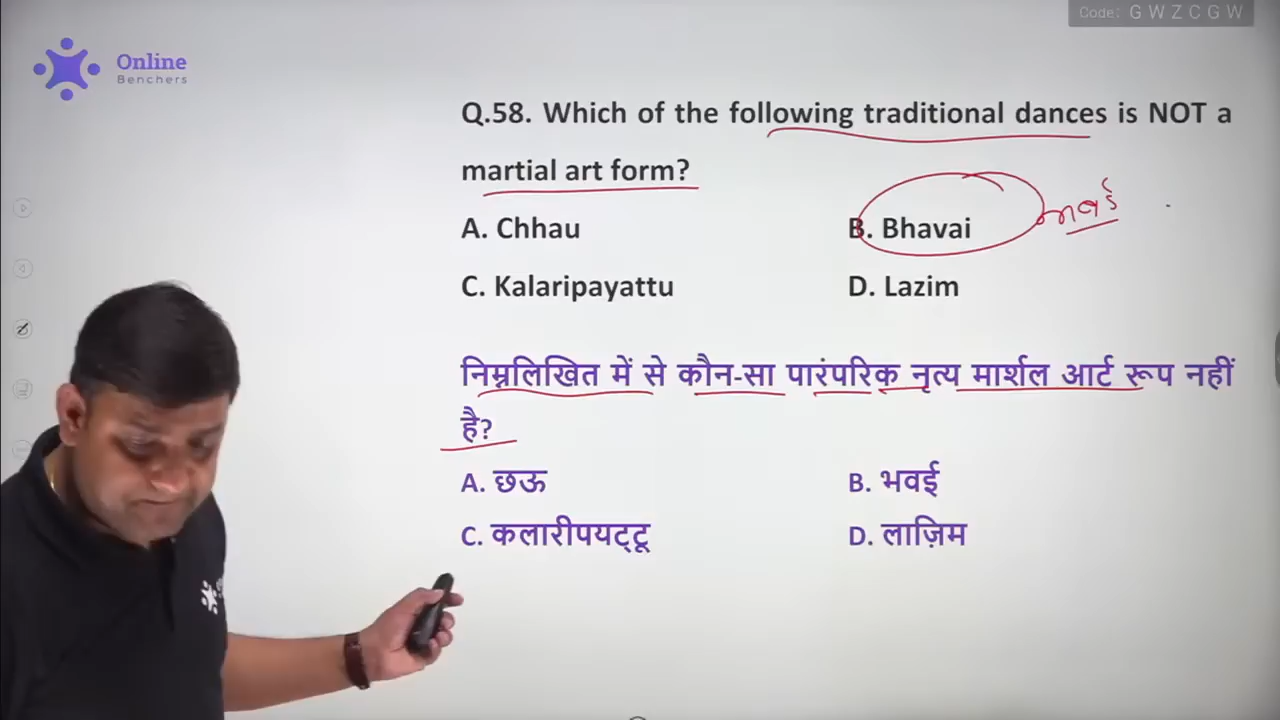 Code: G W Z C G W
Online
Benchers
Q.58. Which of the following traditional dances is NOT a
martial art form?
A. Chhau
B. Bhavai
भवई
C. Kalaripayattu
D. Lazim
निम्नलिखित में से कौन-सा पारंपरिक नृत्य मार्शल आर्ट रूप नहीं
है?
A. छऊ
B. भवई
C. कलारीपयट्टू
D. लाज़िम